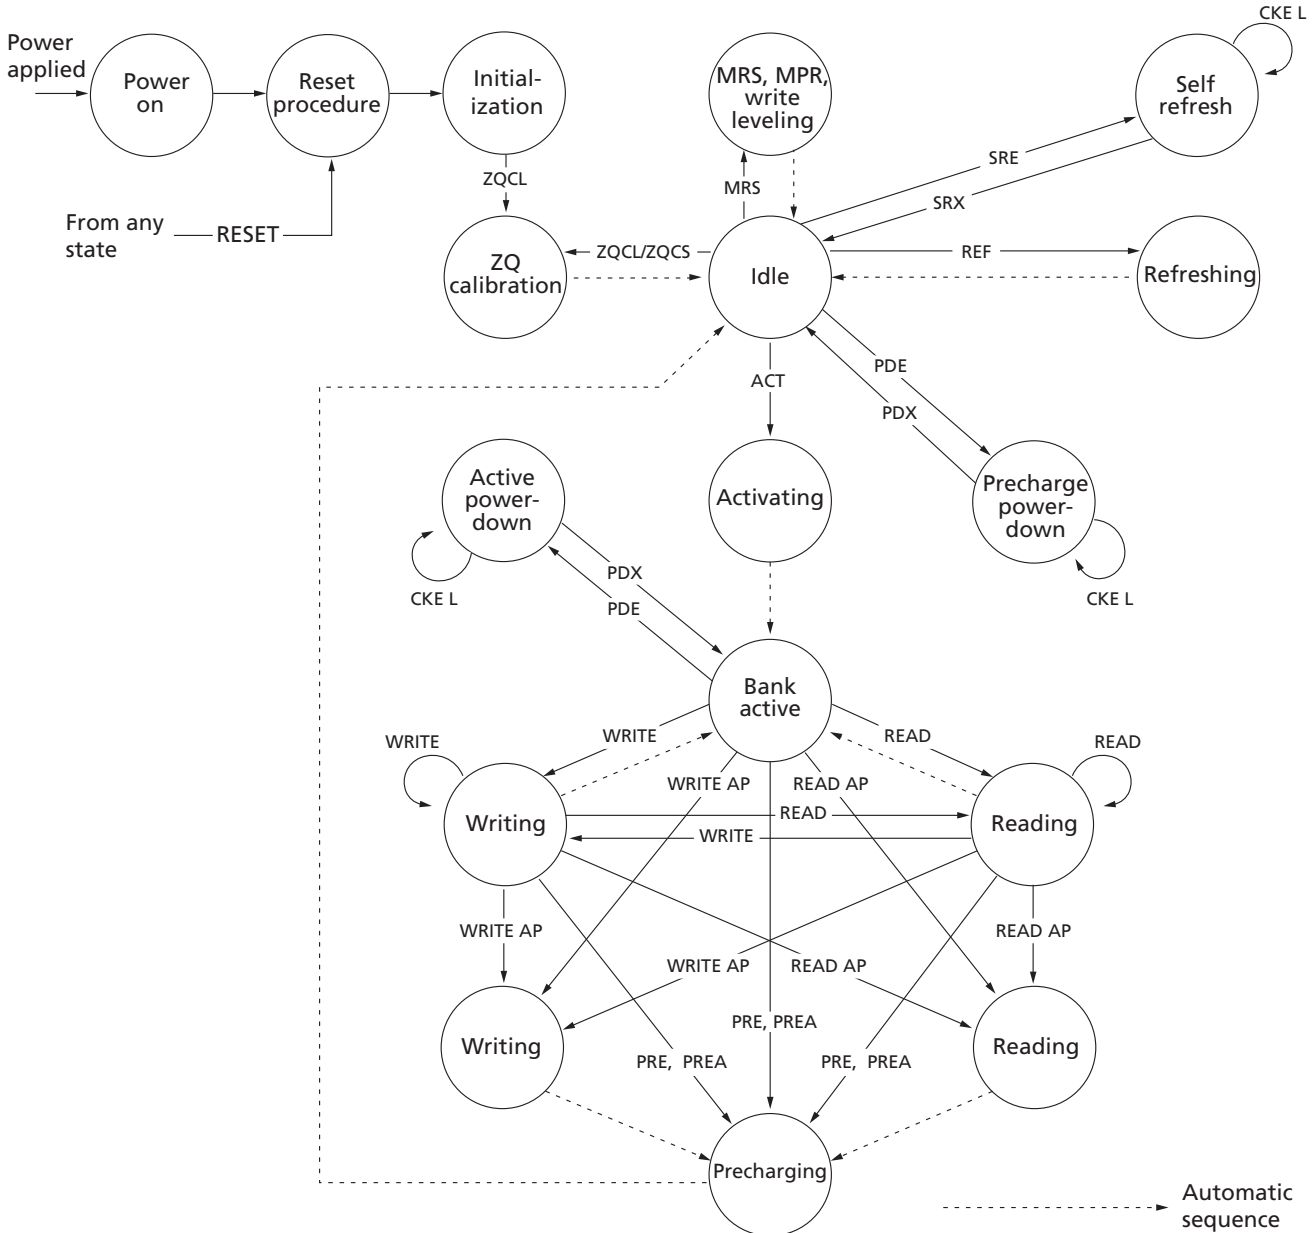 CKE L
Power
applied
Power
on
Reset
procedure
Initial-
ization
MRS, MPR,
write
leveling
Self
refresh
ZQCL
MRS
SRE
SRX
From any
state
RESET
ZQ
calibration
ZQCL/ZQCS
Idle
REF
Refreshing
ACT
PDE
PDX
Active
power-
down
Activating
Precharge
power-
down
CKE L
PDX
PDE
CKE L
Bank
active
WRITE
WRITE
READ
READ
WRITE AP
READ AP
Writing
READ
WRITE
Reading
WRITE AP
READ AP
WRITE AP
READ AP
Writing
PRE, PREA
Reading
PRE, PREA
PRE, PREA
Precharging
Automatic
sequence